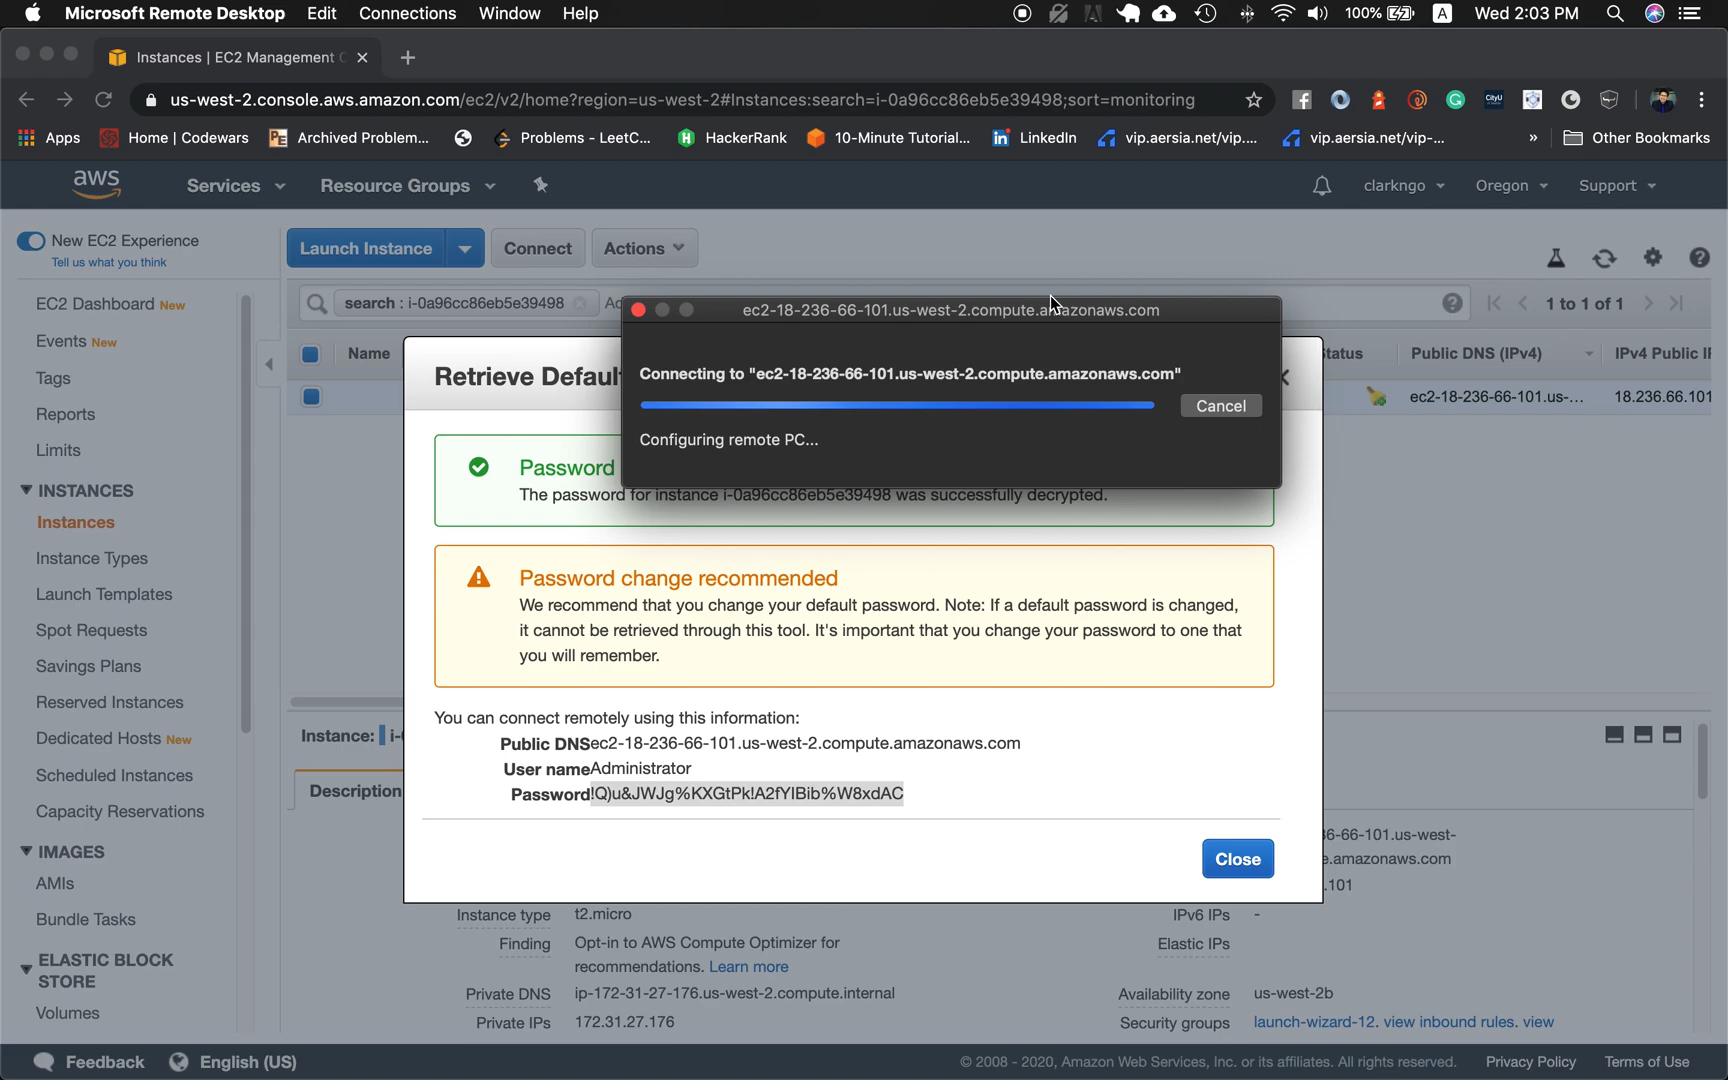 Microsoft Remote Desktop Edit Connections Window Help 100% A Wed 2:03 PM
Instances | EC2 Management C
us-west-2.console.aws.amazon.com/ec2/v2/home?region=us-west-2#Instances:search=i-0a96cc86eb5e39498;sort=monitoring
Apps Home | Codewars Archived Problem... Problems - LeetC... HackerRank 10-Minute Tutorial... LinkedIn vip.aersia.net/vip.... vip.aersia.net/vip-... » Other Bookmarks
aws Services Resource Groups clarkngo Oregon Support
New EC2 Experience
Tell us what you think
Launch Instance Connect Actions
EC2 Dashboard New
Events New
Tags
Reports
Limits
INSTANCES
Instances
Instance Types
Launch Templates
Spot Requests
Savings Plans
Reserved Instances
Dedicated Hosts New
Scheduled Instances
Capacity Reservations
IMAGES
AMIs
Bundle Tasks
ELASTIC BLOCK
STORE
Volumes
search : i-0a96cc86eb5e39498 1 to 1 of 1
Name Status Public DNS (IPv4) IPv4 Public IP
ec2-18-236-66-101.us-... 18.236.66.101
ec2-18-236-66-101.us-west-2.compute.amazonaws.com
Connecting to "ec2-18-236-66-101.us-west-2.compute.amazonaws.com"
Cancel
Configuring remote PC...
Retrieve Default
Password
The password for instance i-0a96cc86eb5e39498 was successfully decrypted.
Password change recommended
We recommend that you change your default password. Note: If a default password is changed,
it cannot be retrieved through this tool. It's important that you change your password to one that
you will remember.
You can connect remotely using this information:
Public DNS ec2-18-236-66-101.us-west-2.compute.amazonaws.com
User name Administrator
Password !Q)u&JWJg%KXGtPk!A2fYIBib%W8xdAC
Close
Instance:
Description
36-66-101.us-west-
e.amazonaws.com
.101
Instance type t2.micro
IPv6 IPs -
Finding Opt-in to AWS Compute Optimizer for
recommendations. Learn more
Elastic IPs
Private DNS ip-172-31-27-176.us-west-2.compute.internal
Availability zone us-west-2b
Private IPs 172.31.27.176
Security groups launch-wizard-12. view inbound rules. view
Feedback English (US) © 2008 - 2020, Amazon Web Services, Inc. or its affiliates. All rights reserved. Privacy Policy Terms of Use